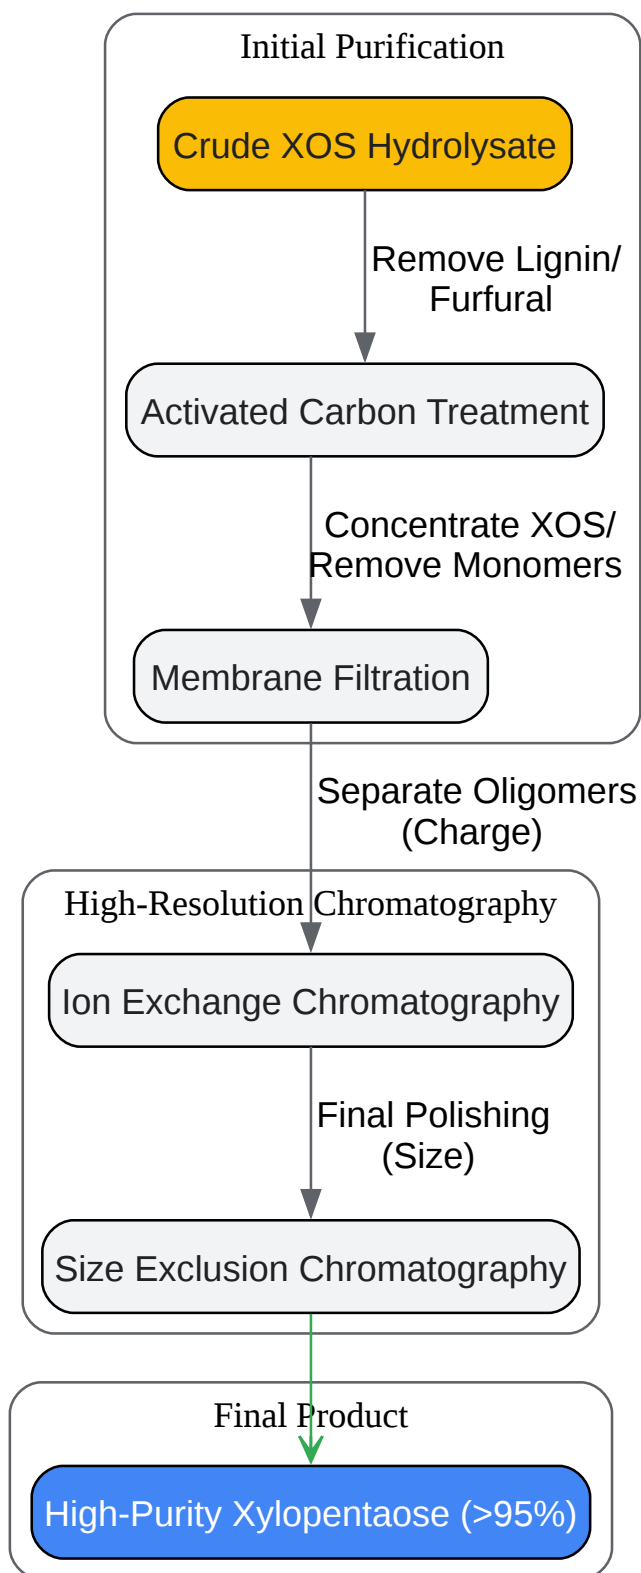 Initial Purification
Crude XOS Hydrolysate
Remove Lignin/
Furfural
Activated Carbon Treatment
Concentrate XOS/
Remove Monomers
Membrane Filtration
Separate Oligomers
(Charge)
High-Resolution Chromatography
Ion Exchange Chromatography
Final Polishing
(Size)
Size Exclusion Chromatography
Final Product
High-Purity Xylopentaose (>95%)